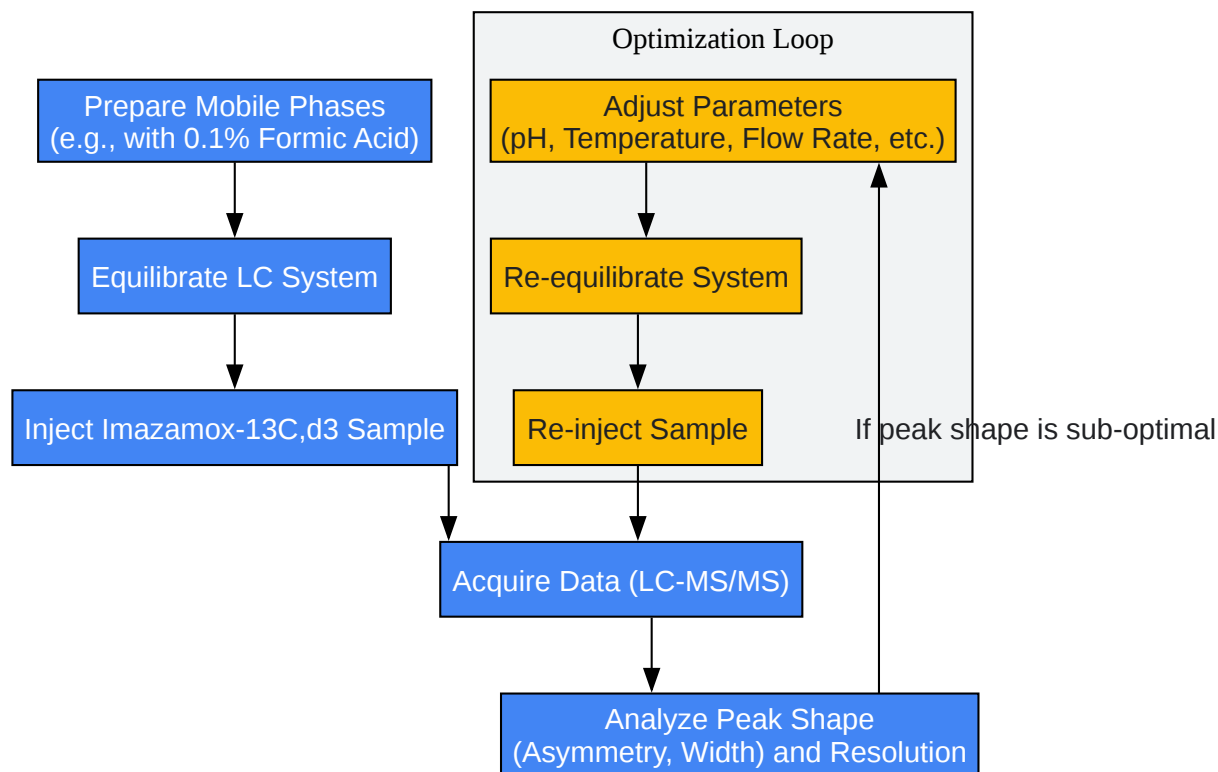 Optimization Loop
Prepare Mobile Phases
(e.g., with 0.1% Formic Acid)
Adjust Parameters
(pH, Temperature, Flow Rate, etc.)
Equilibrate LC System
Re-equilibrate System
Inject Imazamox-13C,d3 Sample
Re-inject Sample
If peak shape is sub-optimal
Acquire Data (LC-MS/MS)
Analyze Peak Shape
(Asymmetry, Width) and Resolution